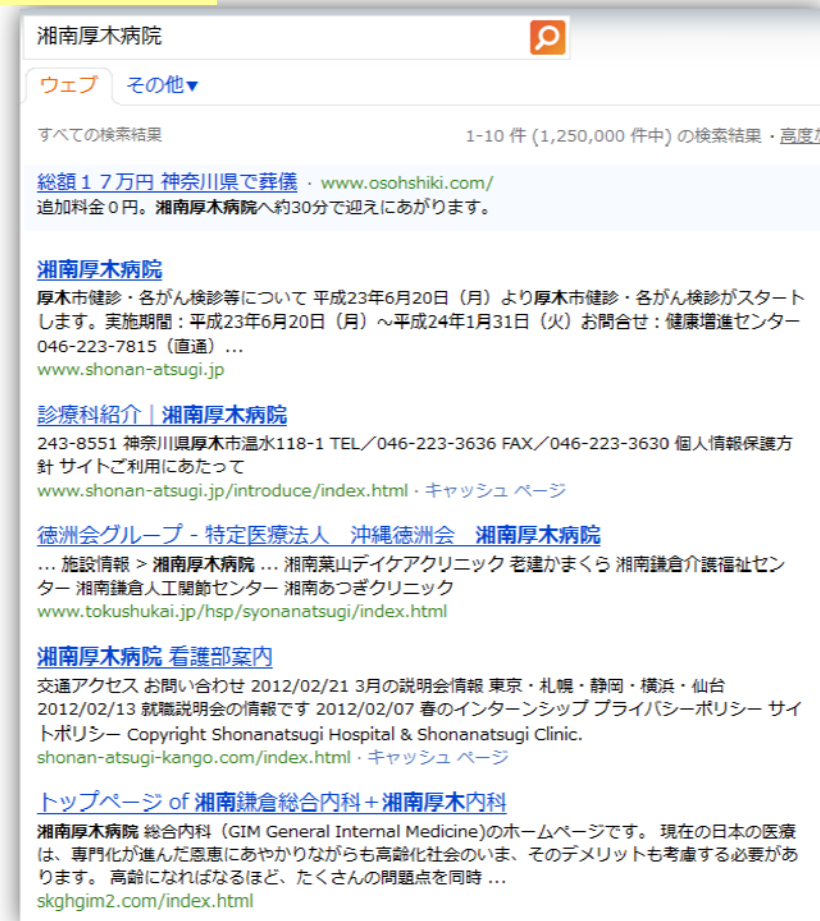 湘南厚木病院
ウェブ その他▼
すべての検索結果 1-10 件 (1,250,000 件中) の検索結果・高度な
総額17万円 神奈川県で葬儀 · www.osohshiki.com/
追加料金0円。湘南厚木病院へ約30分で迎えにあがります。
湘南厚木病院
厚木市健診・各がん検診等について 平成23年6月20日（月）より厚木市健診・各がん検診がスタート
します。実施期間：平成23年6月20日（月）～平成24年1月31日（火）お問合せ：健康増進センター
046-223-7815（直通）...
www.shonan-atsugi.jp
診療科紹介｜湘南厚木病院
243-8551 神奈川県厚木市温水118-1 TEL／046-223-3636 FAX／046-223-3630 個人情報保護方
針 サイトご利用にあたって
www.shonan-atsugi.jp/introduce/index.html · キャッシュ ページ
徳洲会グループ - 特定医療法人　沖縄徳洲会　湘南厚木病院
... 施設情報 > 湘南厚木病院 ... 湘南葉山デイケアクリニック 老建かまくら 湘南鎌倉介護福祉セン
ター 湘南鎌倉人工関節センター 湘南あつぎクリニック
www.tokushukai.jp/hsp/syonanatsugi/index.html
湘南厚木病院 看護部案内
交通アクセス お問い合わせ 2012/02/21 3月の説明会情報 東京・札幌・静岡・横浜・仙台
2012/02/13 就職説明会の情報です 2012/02/07 春のインターンシップ プライバシーポリシー サイ
トポリシー Copyright Shonanatsugi Hospital & Shonanatsugi Clinic.
shonan-atsugi-kango.com/index.html · キャッシュ ページ
トップページ of 湘南鎌倉総合内科＋湘南厚木内科
湘南厚木病院 総合内科（GIM General Internal Medicine)のホームページです。 現在の日本の医療
は、専門化が進んだ恩恵にあやかりながらも高齢化社会のいま、そのデメリットも考慮する必要があ
ります。 高齢になればなるほど、たくさんの問題点を同時 ...
skghgim2.com/index.html